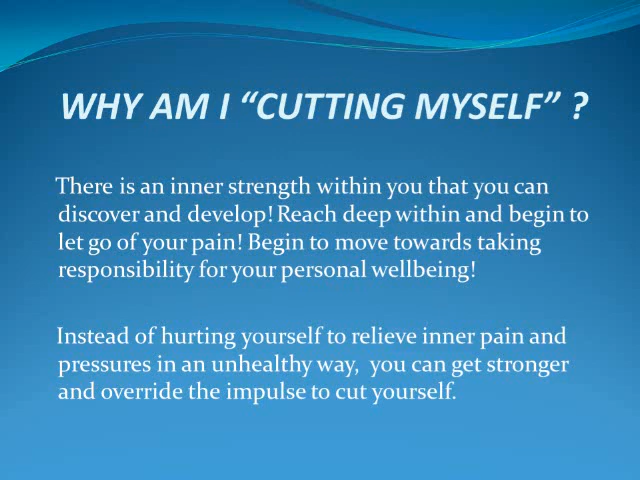 WHY AM I “CUTTING MYSELF” ?
There is an inner strength within you that you can
discover and develop! Reach deep within and begin to
let go of your pain! Begin to move towards taking
responsibility for your personal wellbeing!
Instead of hurting yourself to relieve inner pain and
pressures in an unhealthy way, you can get stronger
and override the impulse to cut yourself.